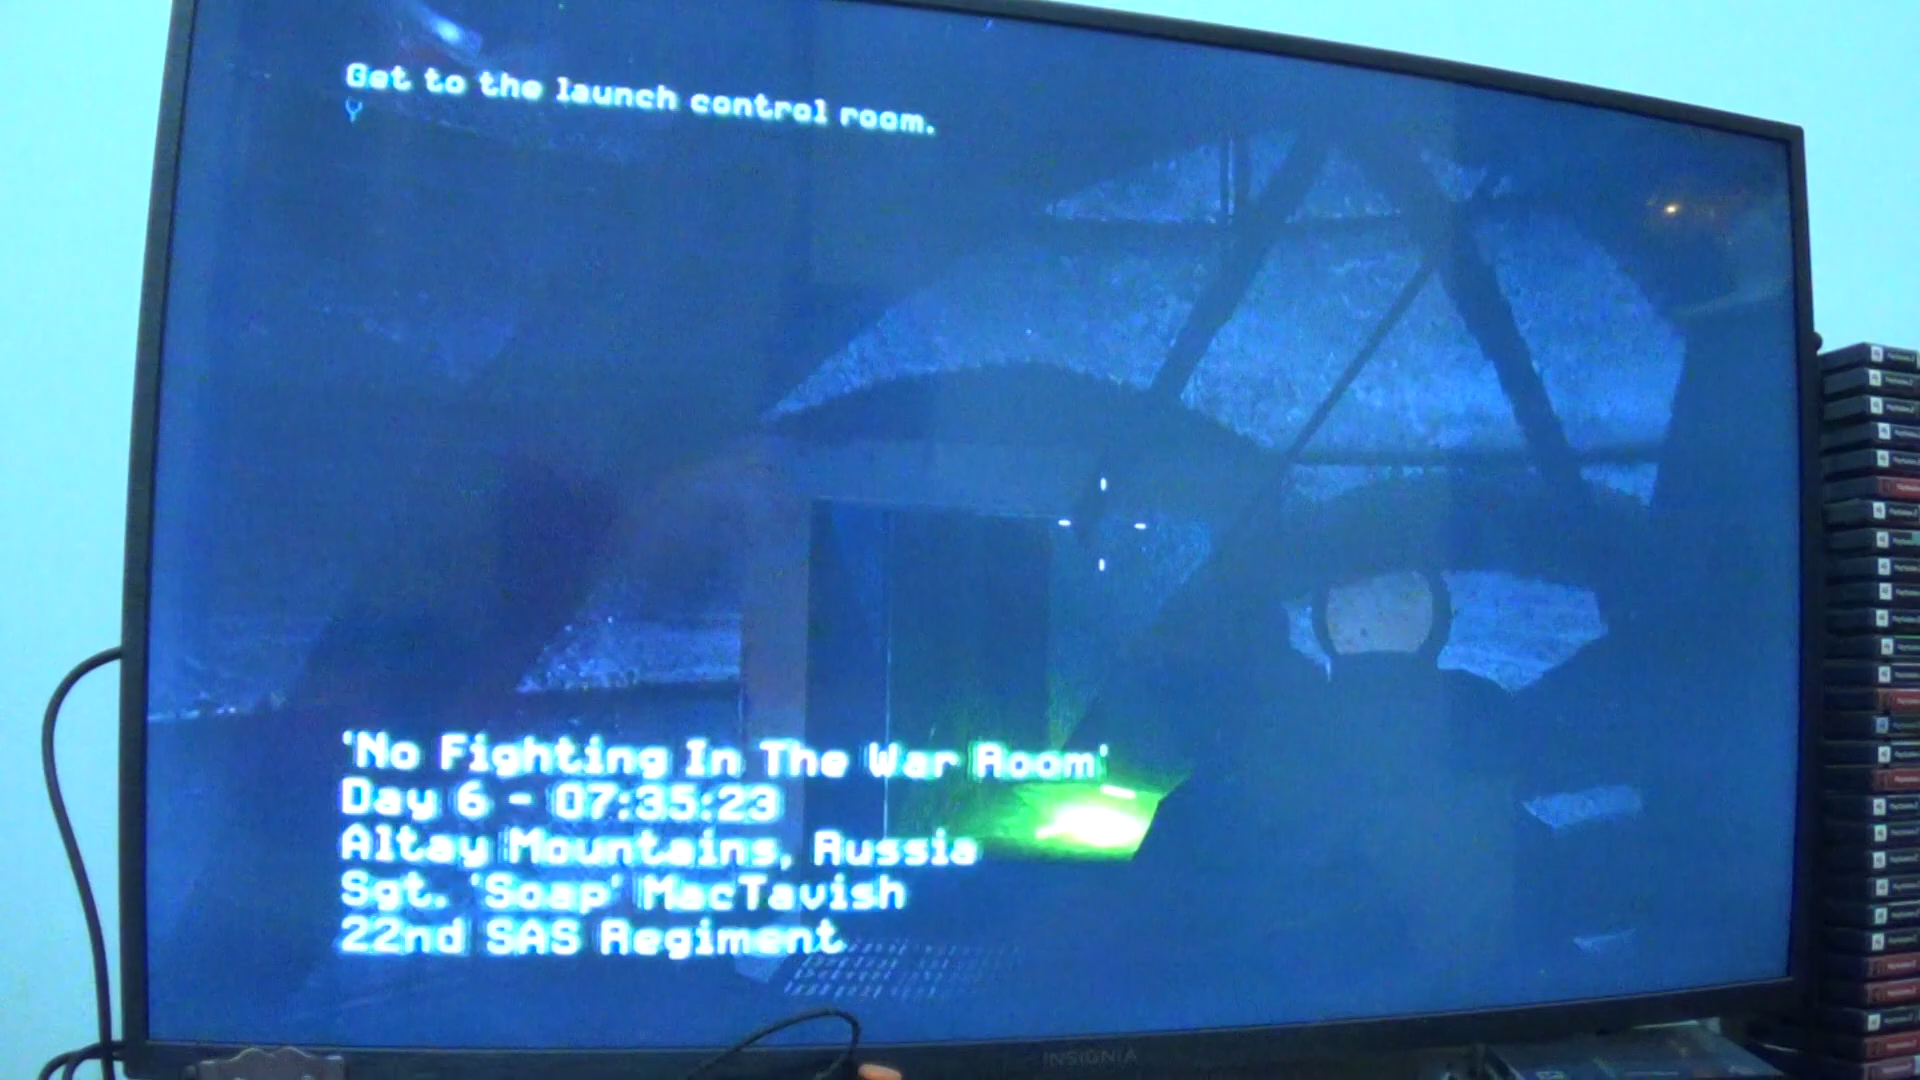 Get to the launch control room.
'No Fighting In The War Room'
Day 6 - 07:35:23
Altay Mountains, Russia
Sgt. 'Soap' MacTavish
22nd SAS Regiment
INSIGNIA